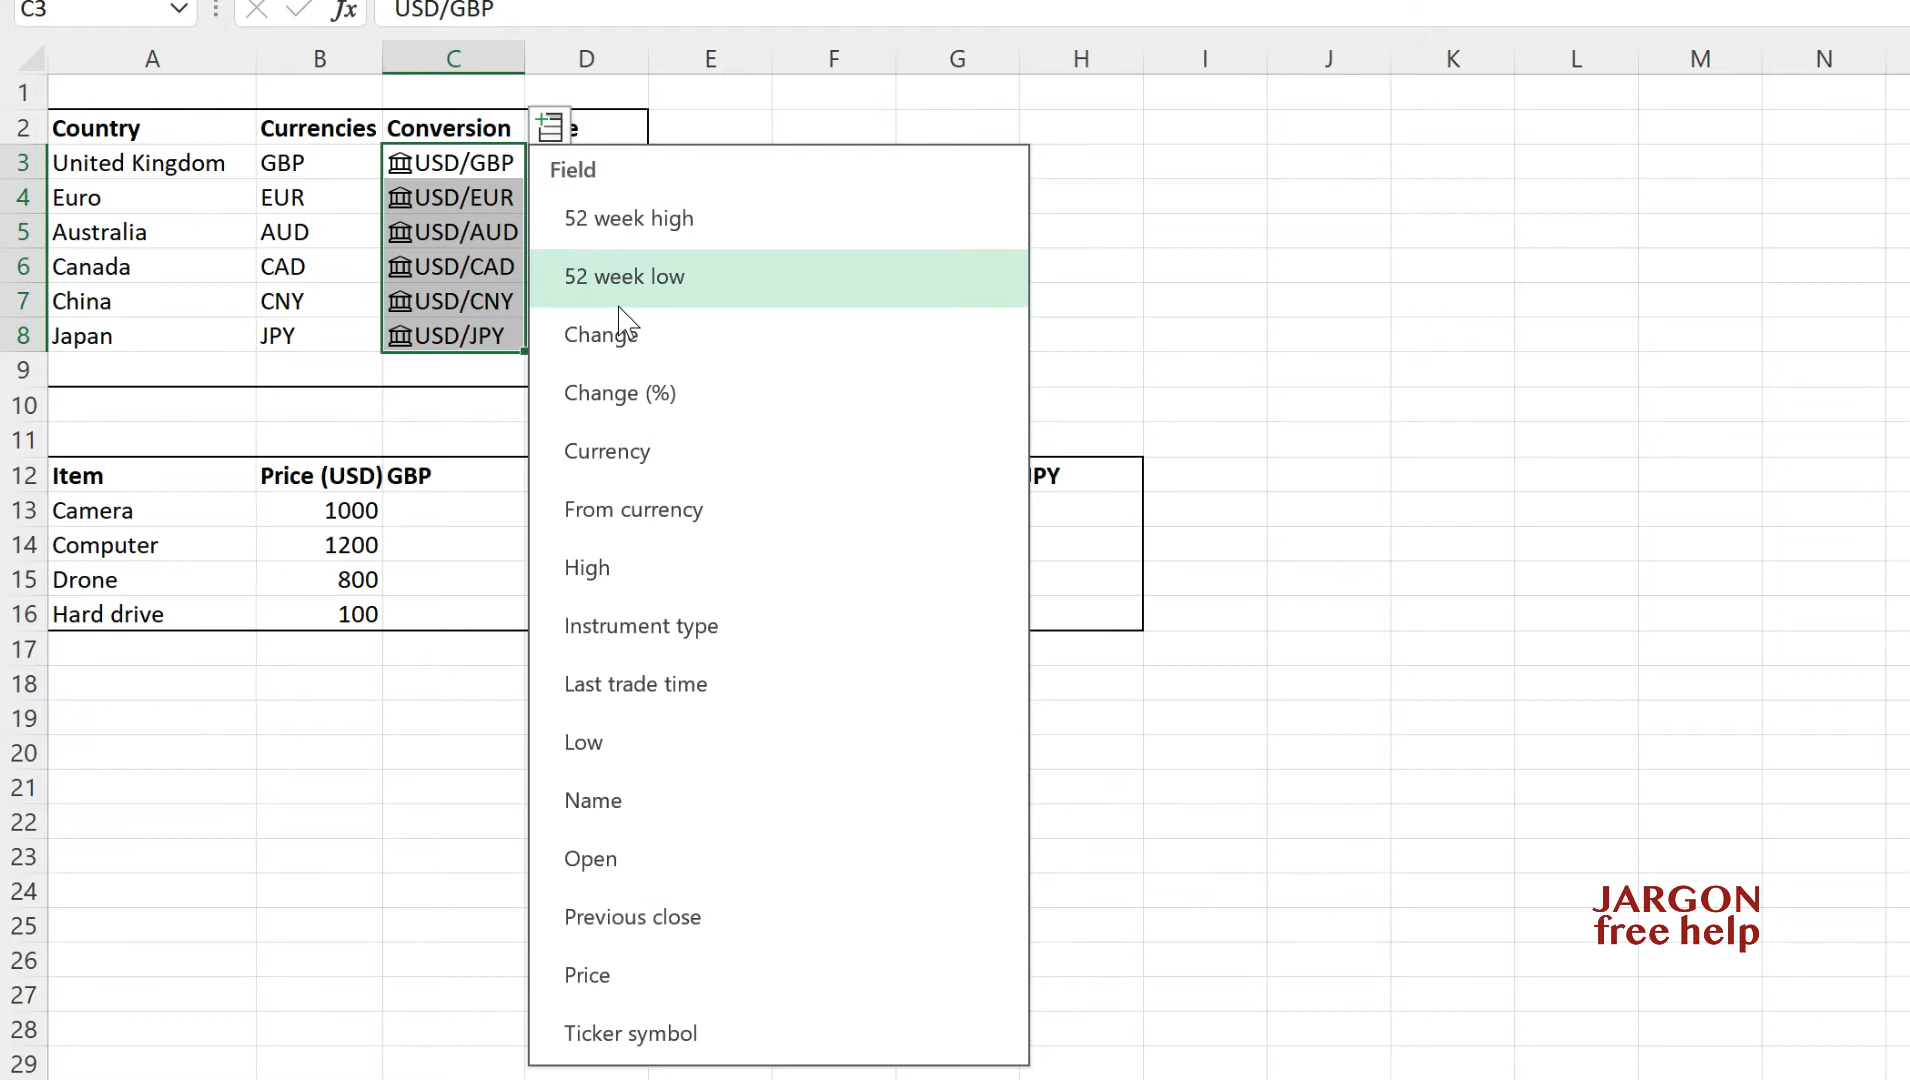 C3 fx USD/GBP
A B C D E F G H I J K L M N
1
2 Country Currencies Conversion e
3 United Kingdom GBP USD/GBP
4 Euro EUR USD/EUR
5 Australia AUD USD/AUD
6 Canada CAD USD/CAD
7 China CNY USD/CNY
8 Japan JPY USD/JPY
9
10
11
12 Item Price (USD) GBP JPY
13 Camera 1000
14 Computer 1200
15 Drone 800
16 Hard drive 100
17
18
19
20
21
22
23
24
25
26
27
28
29
Field
52 week high
52 week low
Change
Change (%)
Currency
From currency
High
Instrument type
Last trade time
Low
Name
Open
Previous close
Price
Ticker symbol
JARGON
free help